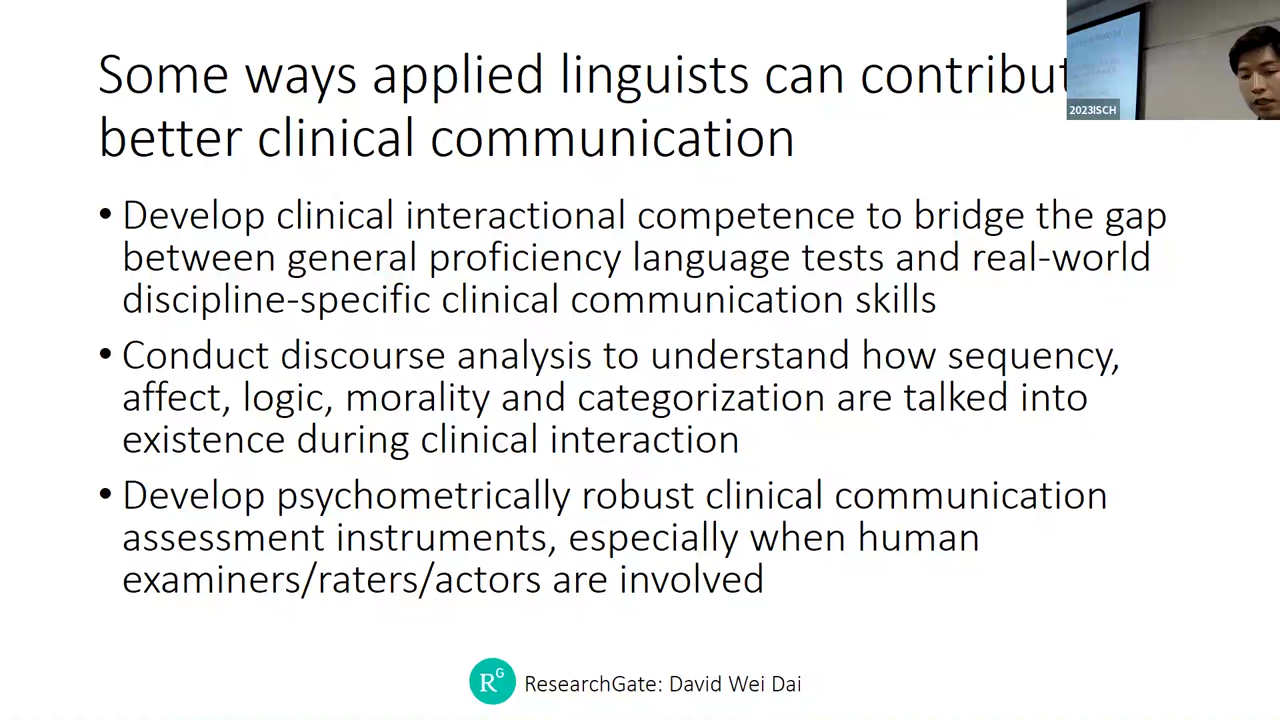 Some ways applied linguists can contribut
better clinical communication
2023ISCH
• Develop clinical interactional competence to bridge the gap
between general proficiency language tests and real-world
discipline-specific clinical communication skills
• Conduct discourse analysis to understand how sequency,
affect, logic, morality and categorization are talked into
existence during clinical interaction
• Develop psychometrically robust clinical communication
assessment instruments, especially when human
examiners/raters/actors are involved
RG ResearchGate: David Wei Dai